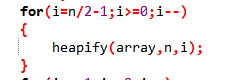 for(i=n/2-1;i>=0;i--)
{
heapify(array,n,i);
}